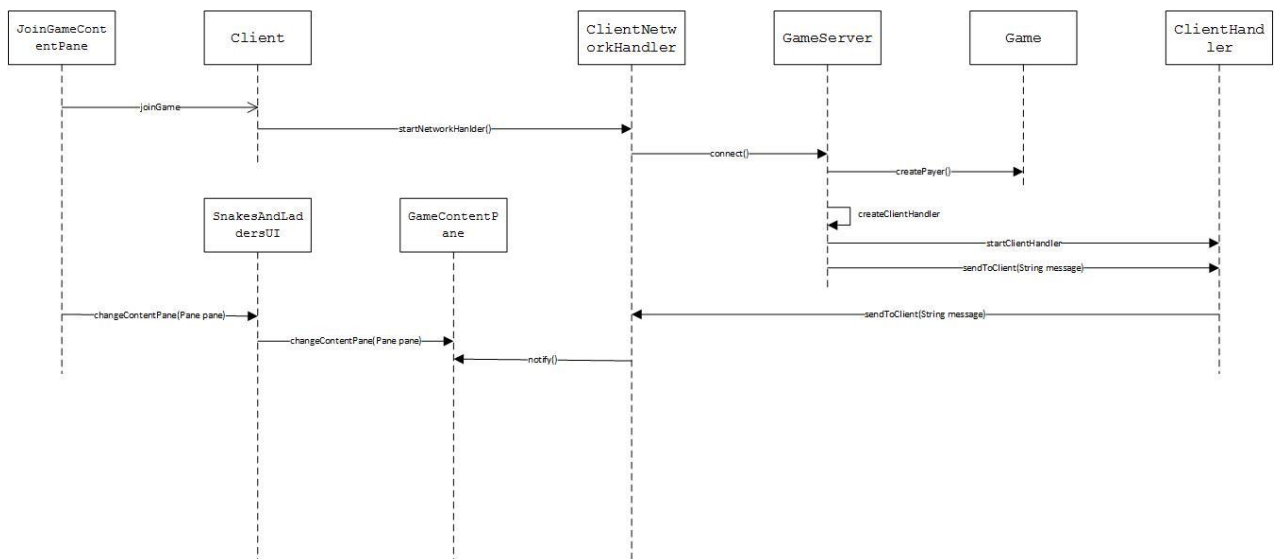 JoinGameCont
entPane
Client
ClientNetw
orkHandler
GameServer
Game
ClientHand
ler
joinGame
startNetworkHanlder()
connect()
createPayer()
SnakesAndLad
dersUI
GameContentP
ane
createClientHandler
startClientHandler
sendToClient(String message)
changeContentPane(Pane pane)
sendToClient(String message)
changeContentPane(Pane pane)
notify()